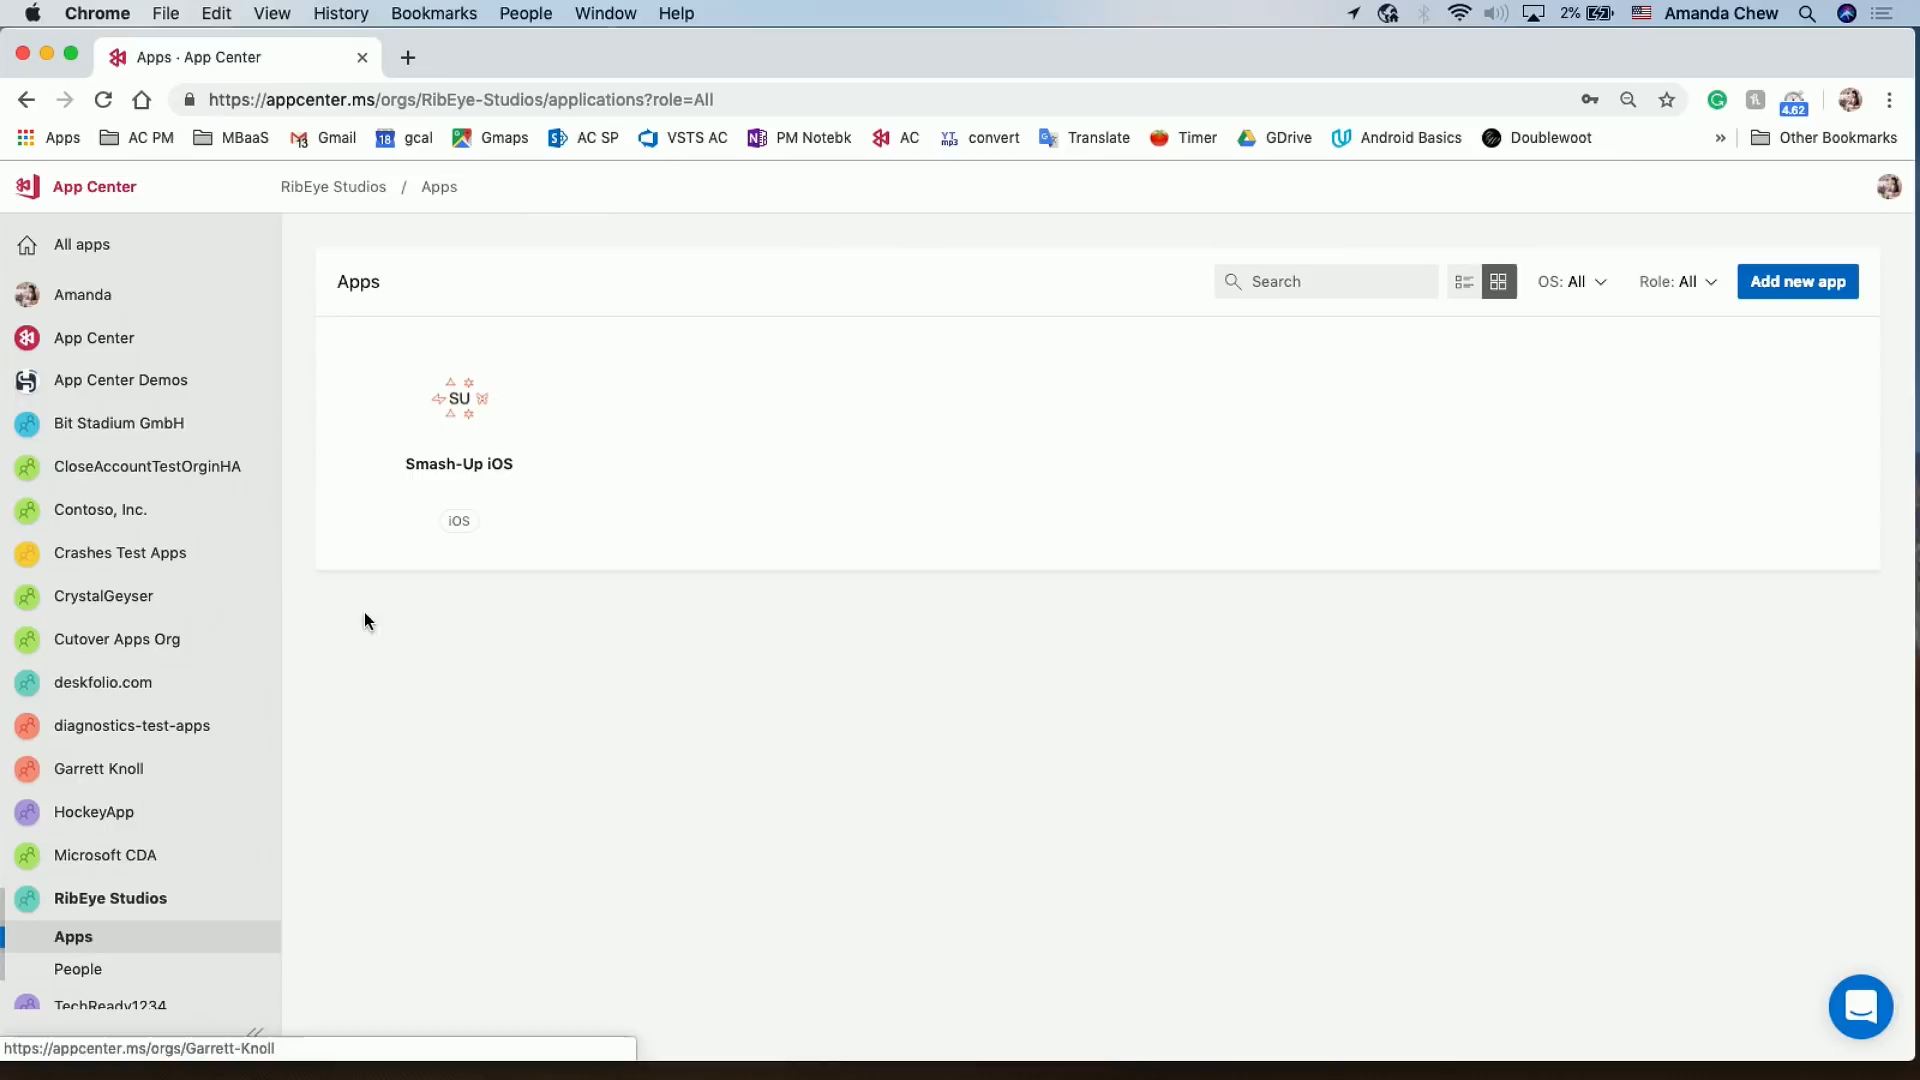 Chrome File Edit View History Bookmarks People Window Help 2% Amanda Chew
Apps · App Center
https://appcenter.ms/orgs/RibEye-Studios/applications?role=All 4.62
Apps AC PM MBaaS Gmail 18 gcal Gmaps AC SP VSTS AC PM Notebk AC convert Translate Timer GDrive Android Basics Doublewoot » Other Bookmarks
App Center RibEye Studios / Apps
All apps
Amanda
App Center
App Center Demos
Bit Stadium GmbH
CloseAccountTestOrginHA
Contoso, Inc.
Crashes Test Apps
CrystalGeyser
Cutover Apps Org
deskfolio.com
diagnostics-test-apps
Garrett Knoll
HockeyApp
Microsoft CDA
RibEye Studios
Apps
People
TechReady1234
Apps Search OS: All Role: All Add new app
SU
Smash-Up iOS
iOS
https://appcenter.ms/orgs/Garrett-Knoll